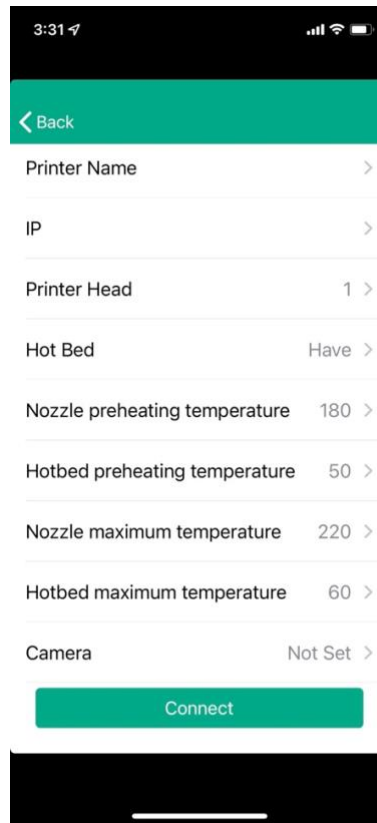 3:31
Back
Printer Name
IP
Printer Head 1
Hot Bed Have
Nozzle preheating temperature 180
Hotbed preheating temperature 50
Nozzle maximum temperature 220
Hotbed maximum temperature 60
Camera Not Set
Connect